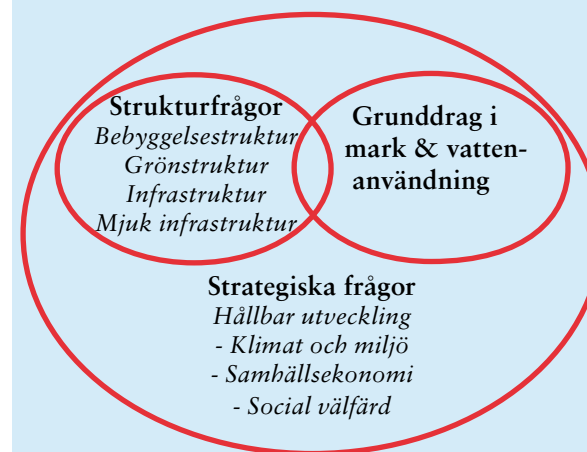 Strukturfrågor
Bebyggelsestruktur
Grönstruktur
Infrastruktur
Mjuk infrastruktur
Grunddrag i
mark & vatten-
användning
Strategiska frågor
Hållbar utveckling
- Klimat och miljö
- Samhällsekonomi
- Social välfärd